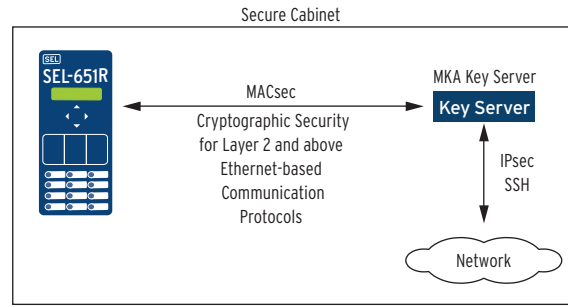 Secure Cabinet
SEL
SEL-651R
MACsec
Cryptographic Security
for Layer 2 and above
Ethernet-based
Communication
Protocols
MKA Key Server
Key Server
IPsec
SSH
Network